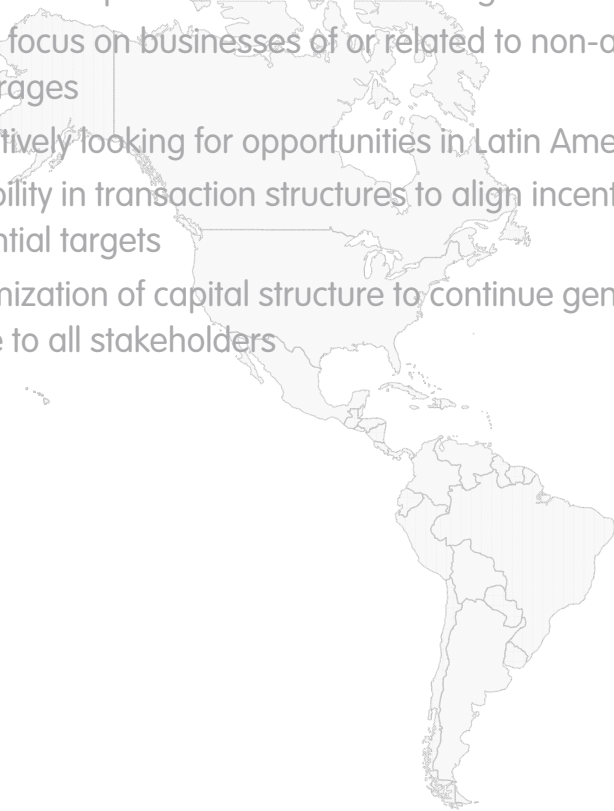 focus on businesses of or related to non-a
rages
tively looking for opportunities in Latin Ame
bility in transaction structures to align incent
ntial targets
mization of capital structure to continue gen
e to all stakeholders